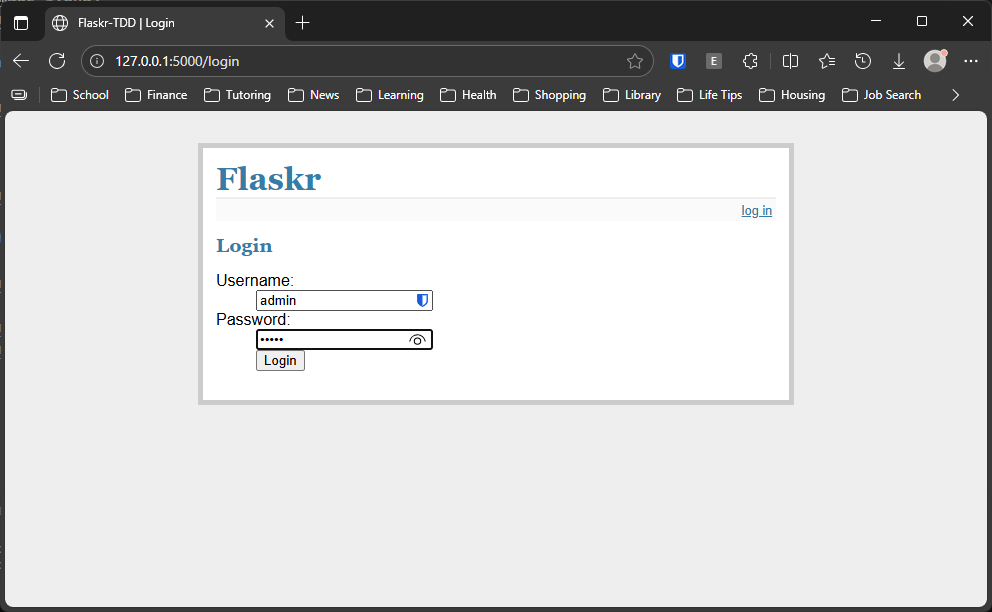 Flaskr-TDD | Login
127.0.0.1:5000/login
E
School Finance Tutoring News Learning Health Shopping Library Life Tips Housing Job Search
Flaskr
log in
Login
Username:
admin
Password:
•••••
Login